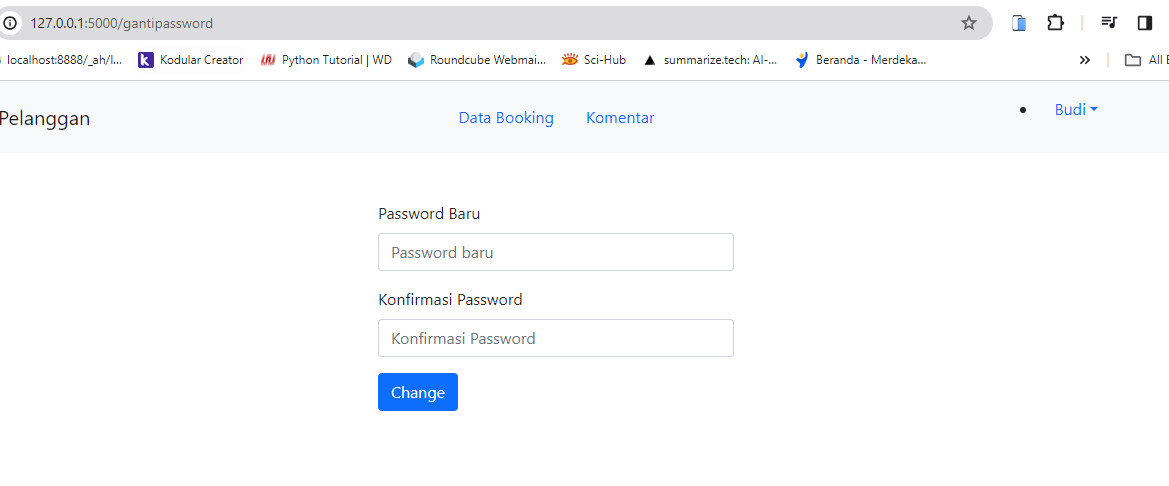 127.0.0.1:5000/gantipassword
localhost:8888/_ah/l... Kodular Creator Python Tutorial | WD Roundcube Webmai... Sci-Hub summarize.tech: AI-... Beranda - Merdeka... » All
Pelanggan Data Booking Komentar Budi
Password Baru
Password baru
Konfirmasi Password
Konfirmasi Password
Change